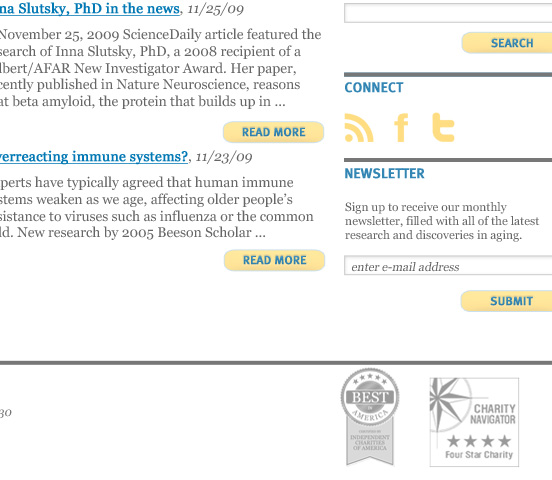 na Slutsky, PhD in the news, 11/25/09
November 25, 2009 ScienceDaily article featured the
search of Inna Slutsky, PhD, a 2008 recipient of a
lbert/AFAR New Investigator Award. Her paper,
cently published in Nature Neuroscience, reasons
at beta amyloid, the protein that builds up in ...
READ MORE
verreacting immune systems?, 11/23/09
perts have typically agreed that human immune
stems weaken as we age, affecting older people's
sistance to viruses such as influenza or the common
ld. New research by 2005 Beeson Scholar ...
READ MORE
SEARCH
CONNECT
NEWSLETTER
Sign up to receive our monthly
newsletter, filled with all of the latest
research and discoveries in aging.
enter e-mail address
SUBMIT
30
BEST
IN
AMERICA
CERTIFIED BY
INDEPENDENT
CHARITIES
OF AMERICA
CHARITY
NAVIGATOR
Four Star Charity